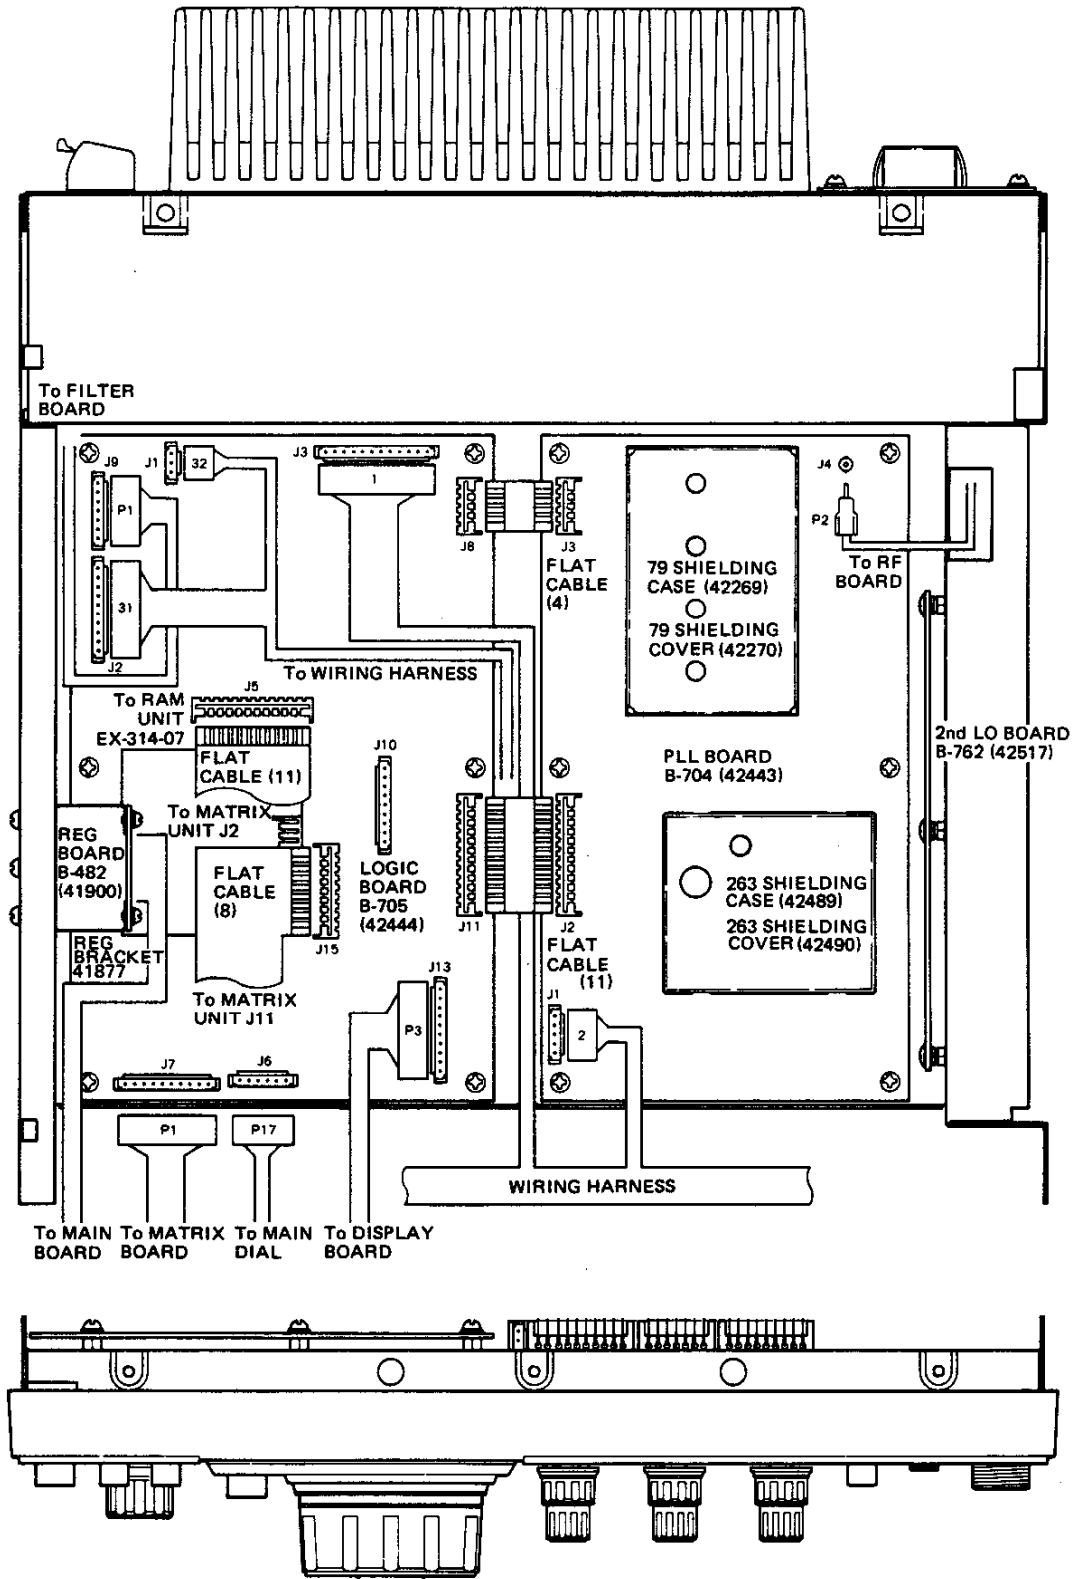 To FILTER
BOARD
J9
J1
32
J3
1
P1
J8
J3
FLAT
CABLE
(4)
J4
P2
To RF
BOARD
79 SHIELDING
CASE (42269)
79 SHIELDING
COVER (42270)
31
J2
To WIRING HARNESS
To RAM
UNIT
EX-314-07
J5
FLAT
CABLE (11)
J10
To MATRIX
UNIT J2
PLL BOARD
B-704 (42443)
2nd LO BOARD
B-762 (42517)
REG
BOARD
B-482
(41900)
FLAT
CABLE
(8)
LOGIC
BOARD
B-705
(42444)
263 SHIELDING
CASE (42489)
263 SHIELDING
COVER (42490)
J15
J11
J2
FLAT
CABLE
(11)
REG
BRACKET
41877
To MATRIX
UNIT J11
J13
P3
J1
2
J7
J6
P1
P17
WIRING HARNESS
To MAIN
BOARD
To MATRIX
BOARD
To MAIN
DIAL
To DISPLAY
BOARD